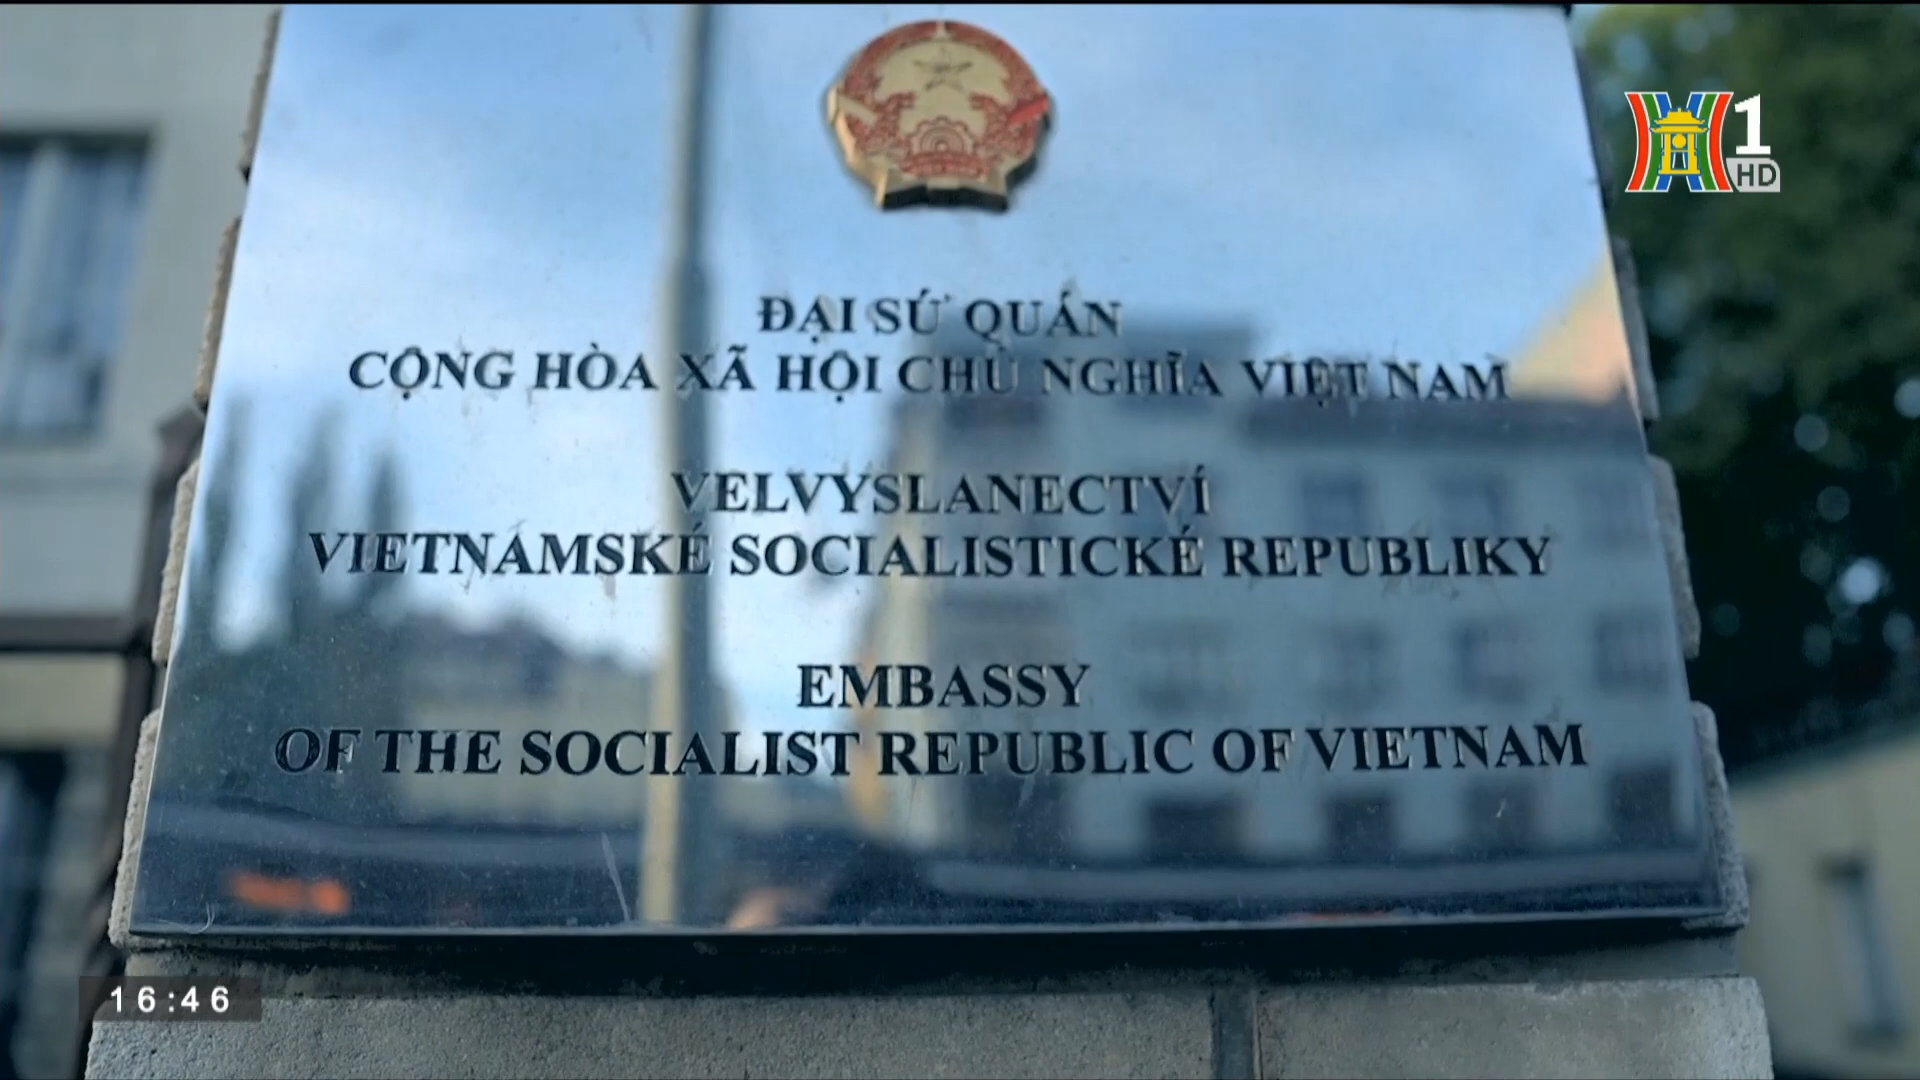 1
HD
ĐẠI SỨ QUÁN
CỘNG HÒA XÃ HỘI CHỦ NGHĨA VIỆT NAM
VELVYSLANECTVÍ
VIETNAMSKÉ SOCIALISTICKÉ REPUBLIKY
EMBASSY
OF THE SOCIALIST REPUBLIC OF VIETNAM
16:46